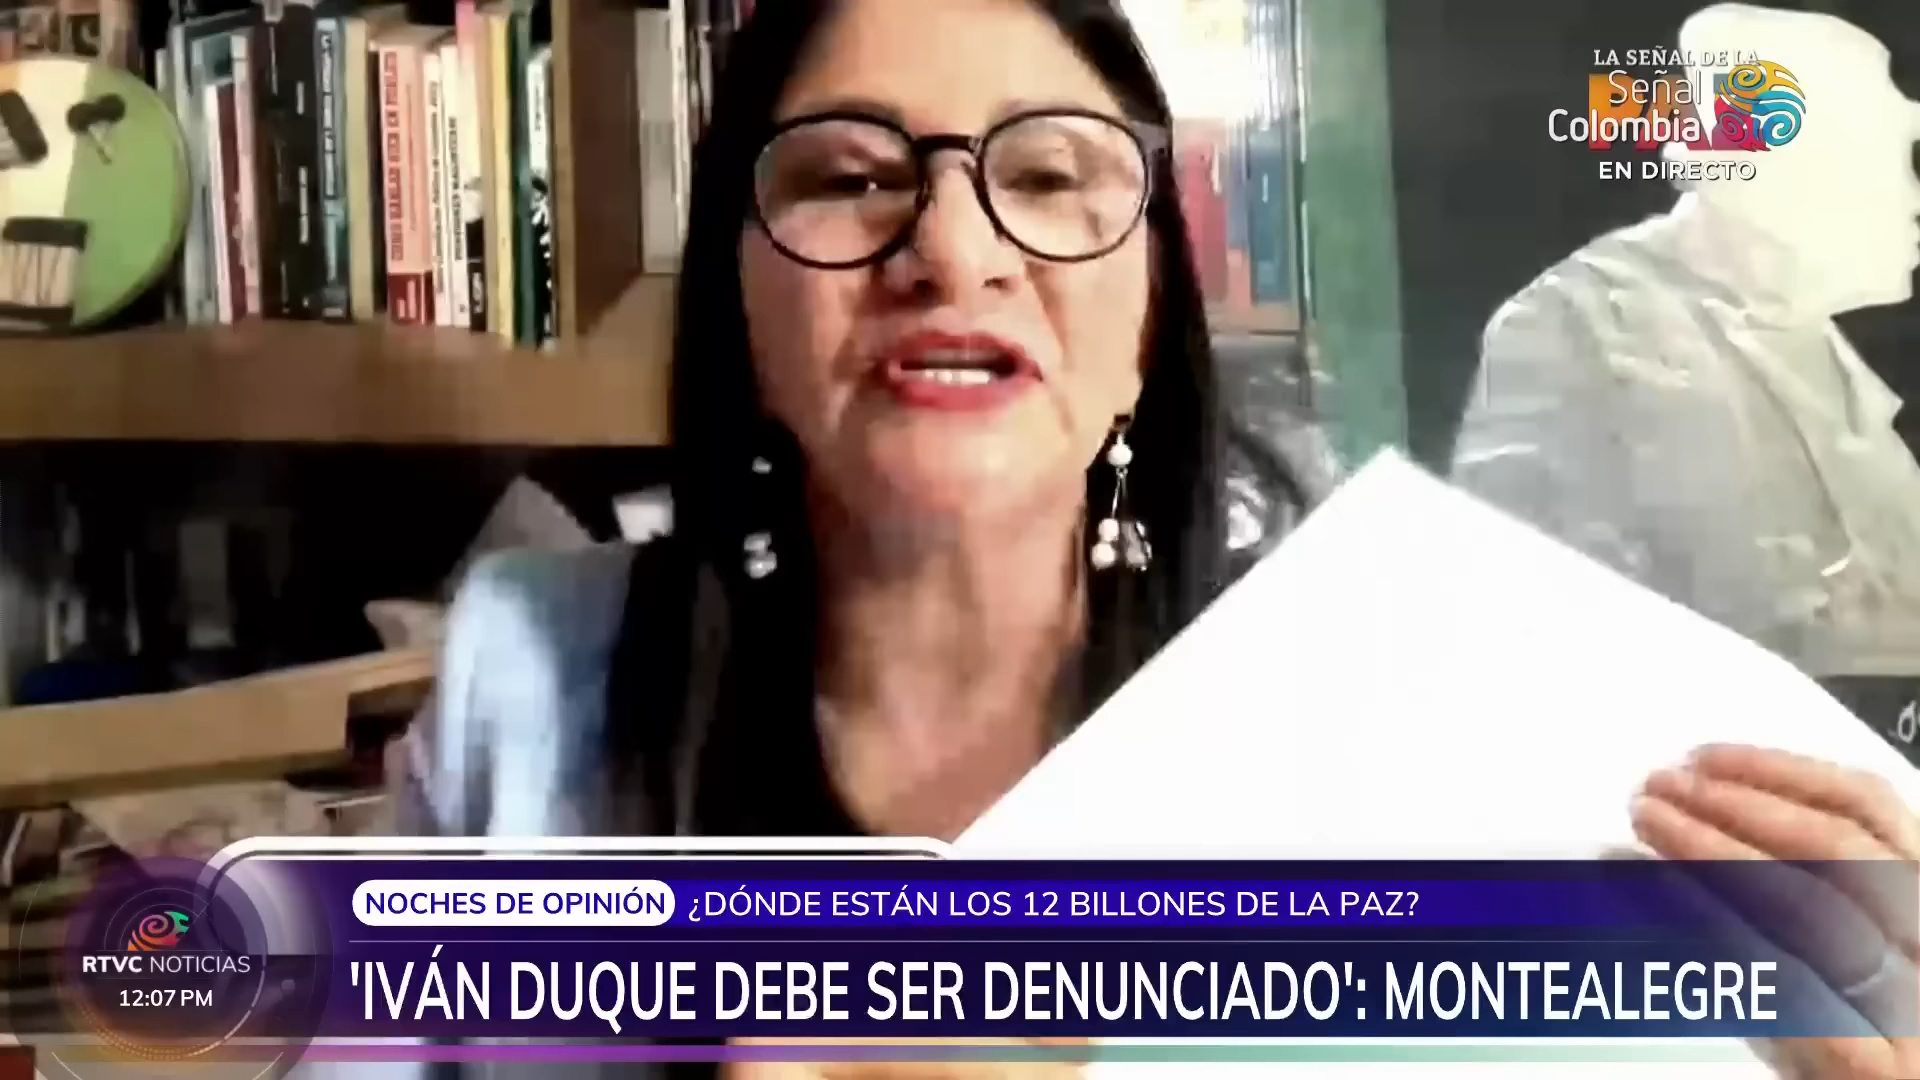 LA SEÑAL DE LA
PAZ
Señal
Colombia
EN DIRECTO
NOCHES DE OPINIÓN ¿DÓNDE ESTÁN LOS 12 BILLONES DE LA PAZ?
'IVÁN DUQUE DEBE SER DENUNCIADO': MONTEALEGRE
RTVC NOTICIAS
12:07 PM